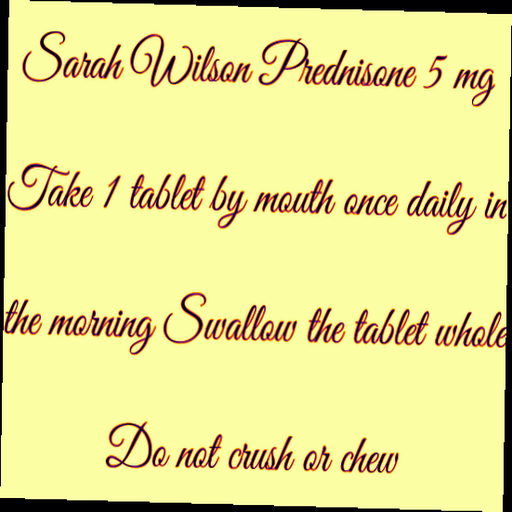 Sarah Wilson Prednisone 5 mg
Take 1 tablet by mouth once daily in
the morning Swallow the tablet whole
Do not crush or chew